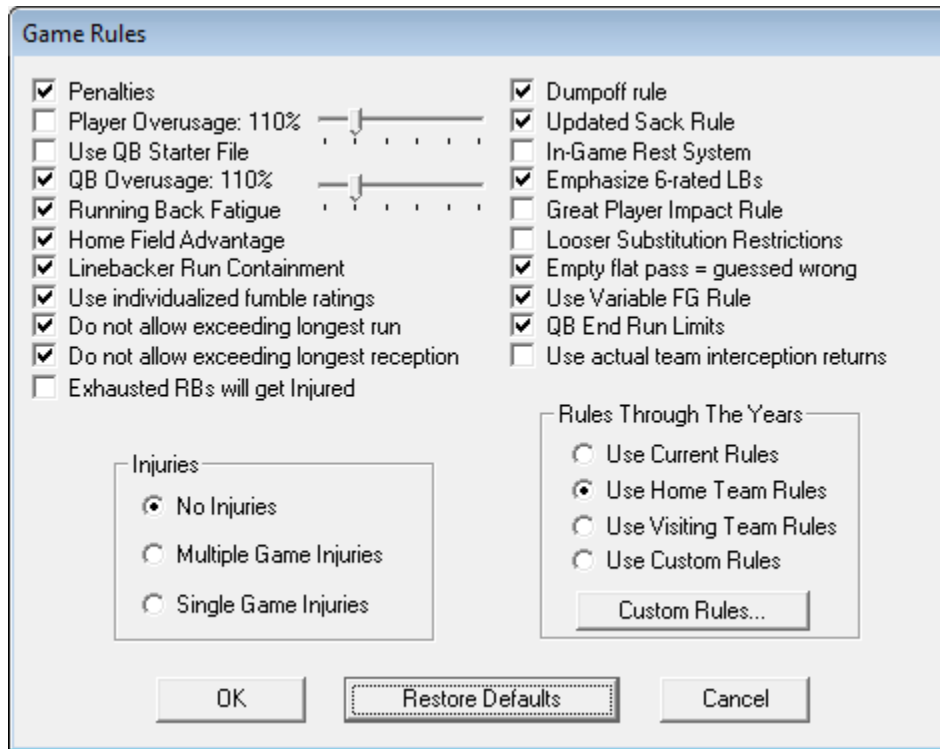 Game Rules
Penalties
Player Overusage: 110%
Use QB Starter File
QB Overusage: 110%
Running Back Fatigue
Home Field Advantage
Linebacker Run Containment
Use individualized fumble ratings
Do not allow exceeding longest run
Do not allow exceeding longest reception
Exhausted RBs will get Injured
Dumpoff rule
Updated Sack Rule
In-Game Rest System
Emphasize 6-rated LBs
Great Player Impact Rule
Looser Substitution Restrictions
Empty flat pass = guessed wrong
Use Variable FG Rule
QB End Run Limits
Use actual team interception returns
Injuries
No Injuries
Multiple Game Injuries
Single Game Injuries
Rules Through The Years
Use Current Rules
Use Home Team Rules
Use Visiting Team Rules
Use Custom Rules
Custom Rules...
OK
Restore Defaults
Cancel